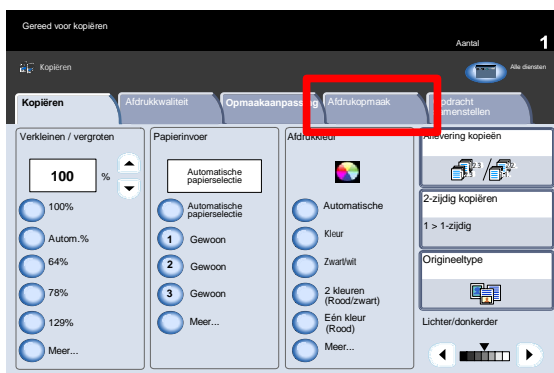 Gereed voor kopiëren
Aantal 1
Kopiëren
Alle diensten
Kopiëren
Afdrukkwaliteit
Opmaakaanpassing
Afdrukopmaak
Opdracht
samenstellen
Verkleinen / vergroten
100 %
100%
Autom.%
64%
78%
129%
Meer...
Papierinvoer
Automatische
papierselectie
Automatische
papierselectie
1 Gewoon
2 Gewoon
3 Gewoon
Meer...
Afdrukkleur
Automatische
Kleur
Zwart/wit
2 kleuren
(Rood/zwart)
Eén kleur
(Rood)
Meer...
Aflevering kopieën
2-zijdig kopiëren
1 > 1-zijdig
Origineeltype
Lichter/donkerder